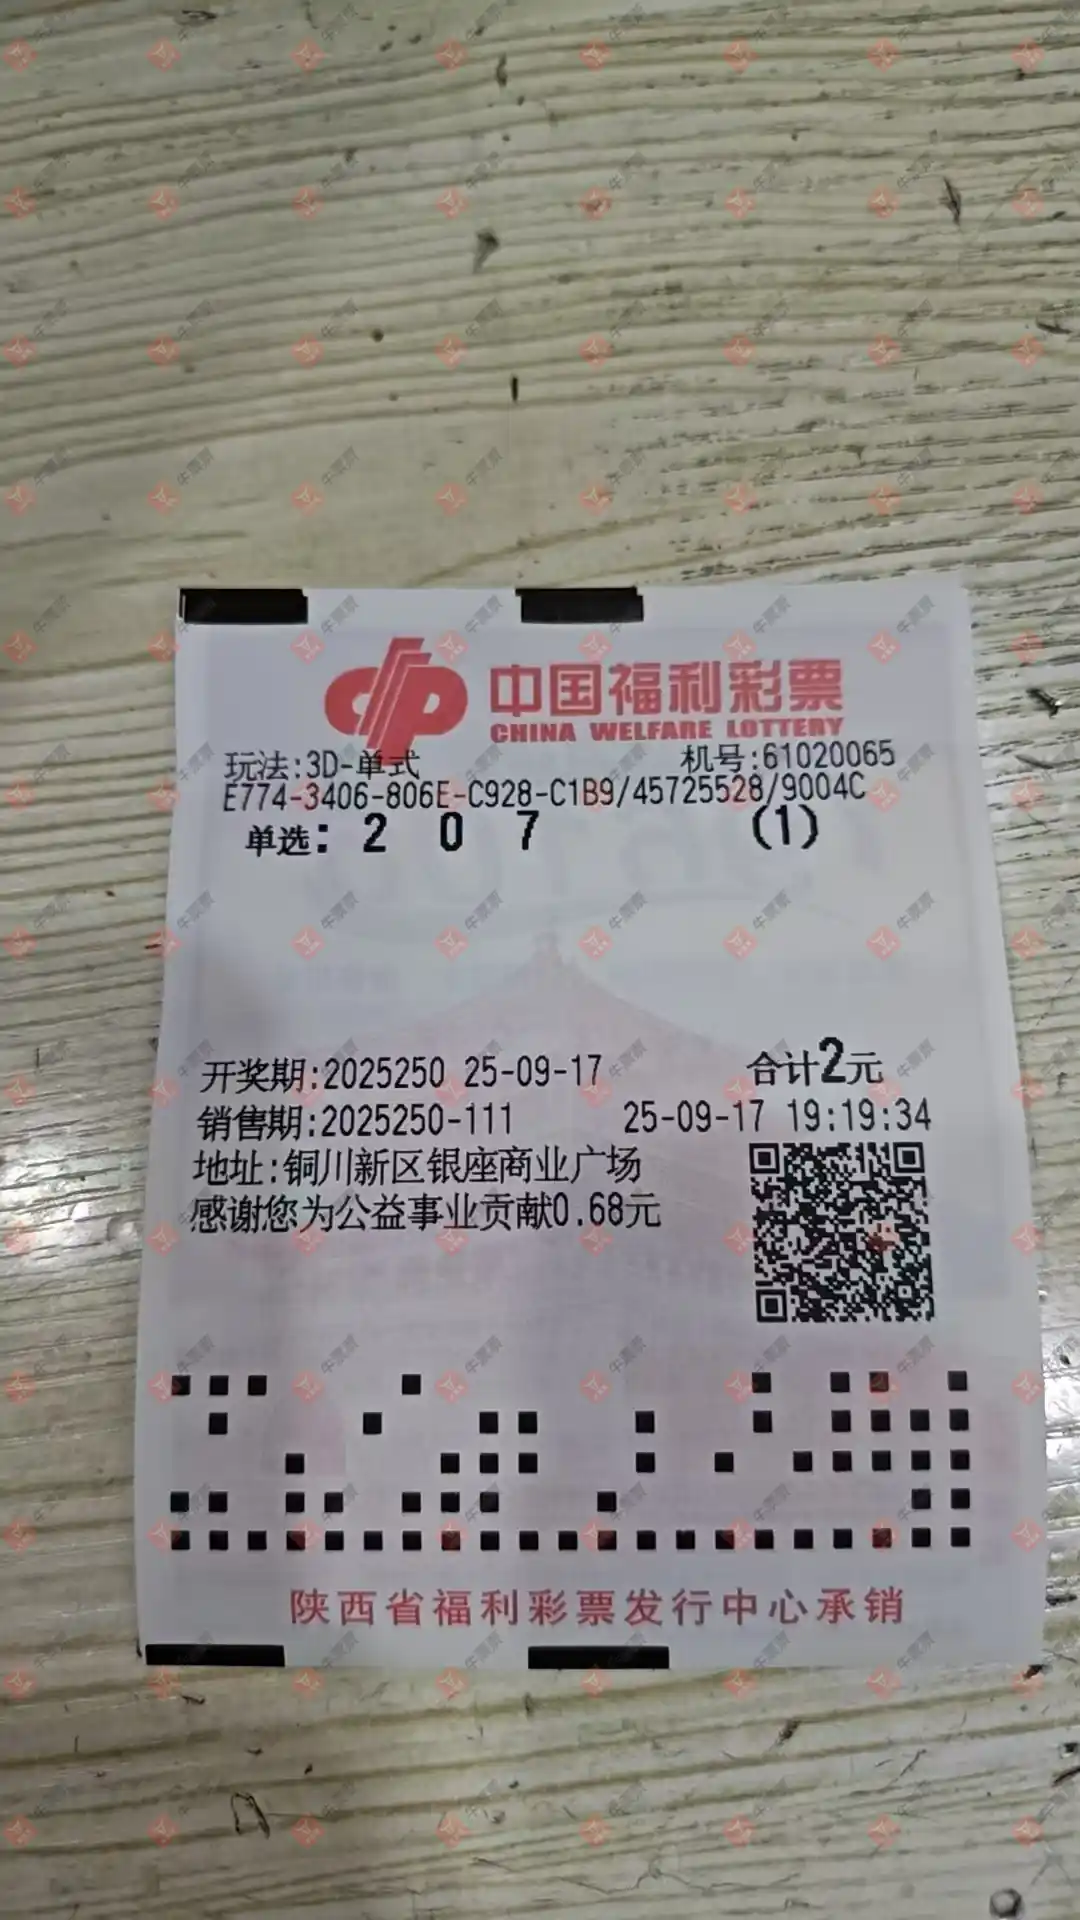 中国福利彩票
CHINA WELFARE LOTTERY
玩法:3D-单式 机号:61020065
E774-3406-806E-C928-C1B9/45725528/9004C
单选: 2 0 7 (1)
开奖期:2025250 25-09-17 合计2元
销售期:2025250-111 25-09-17 19:19:34
地址:铜川新区银座商业广场
感谢您为公益事业贡献0.68元
陕西省福利彩票发行中心承销